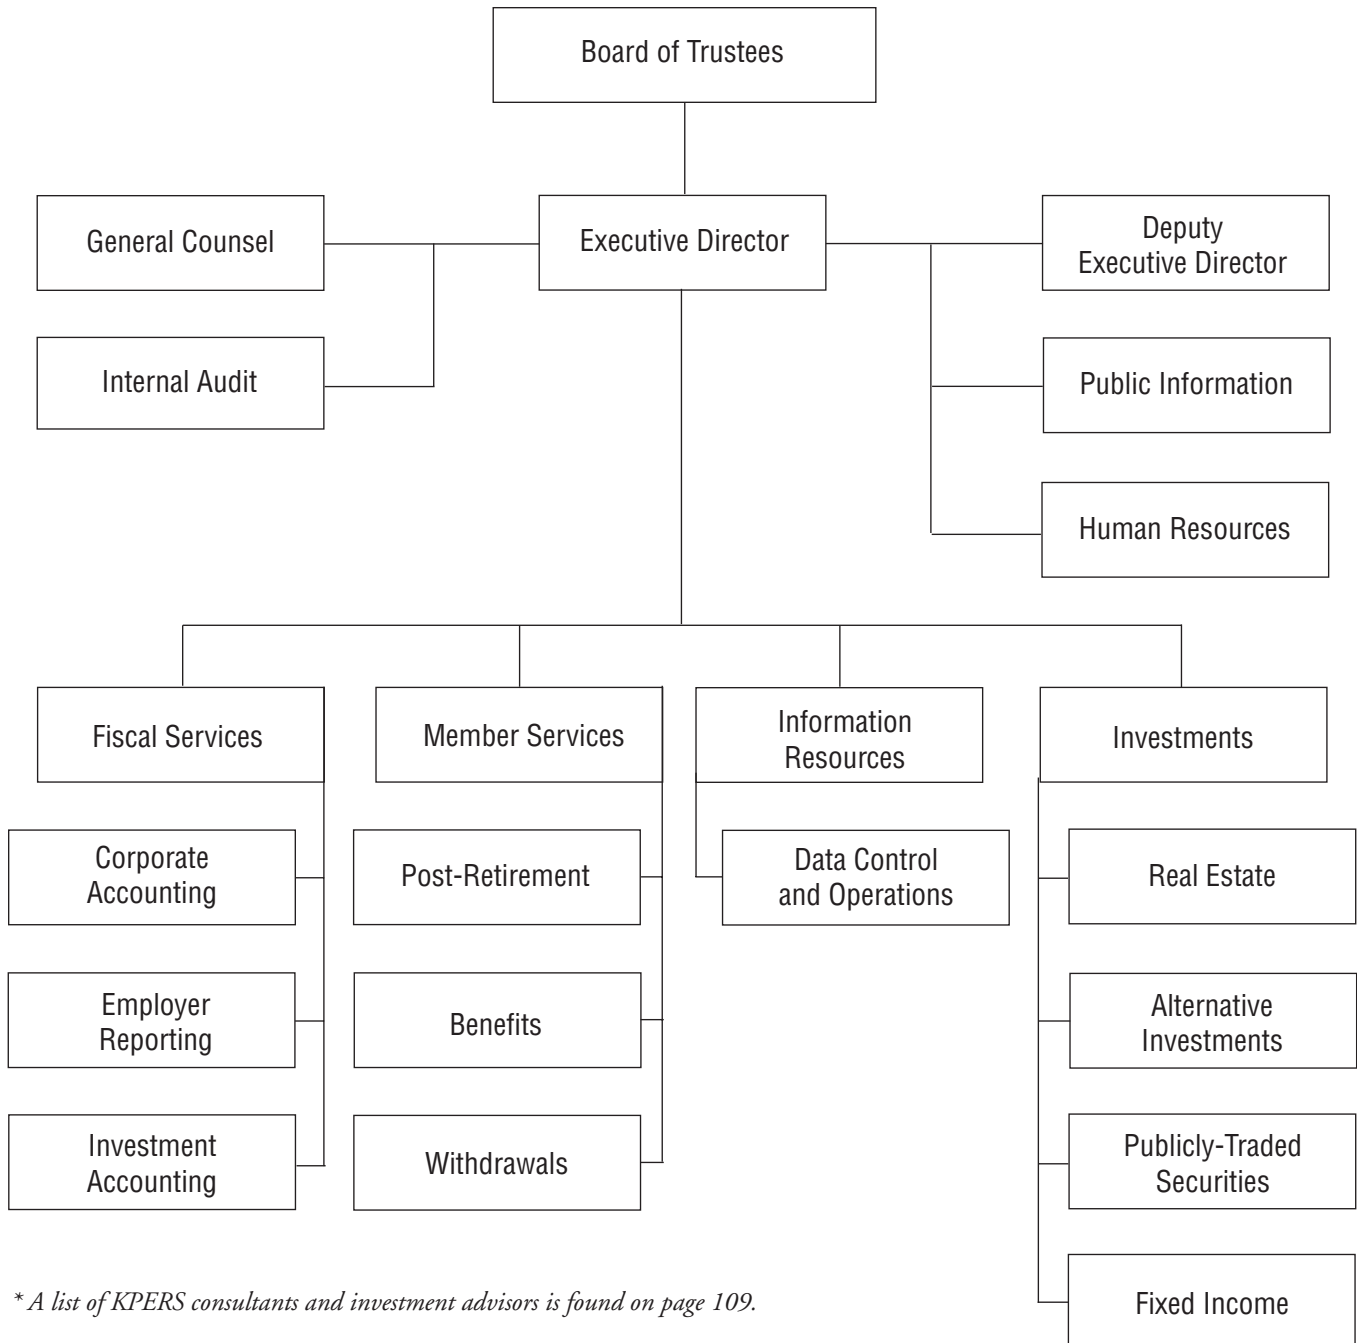 Board of Trustees
General Counsel
Executive Director
Deputy
Executive Director
Internal Audit
Public Information
Human Resources
Fiscal Services
Member Services
Information
Resources
Investments
Corporate
Accounting
Post-Retirement
Data Control
and Operations
Real Estate
Employer
Reporting
Benefits
Alternative
Investments
Investment
Accounting
Withdrawals
Publicly-Traded
Securities
Fixed Income
* A list of KPERS consultants and investment advisors is found on page 109.